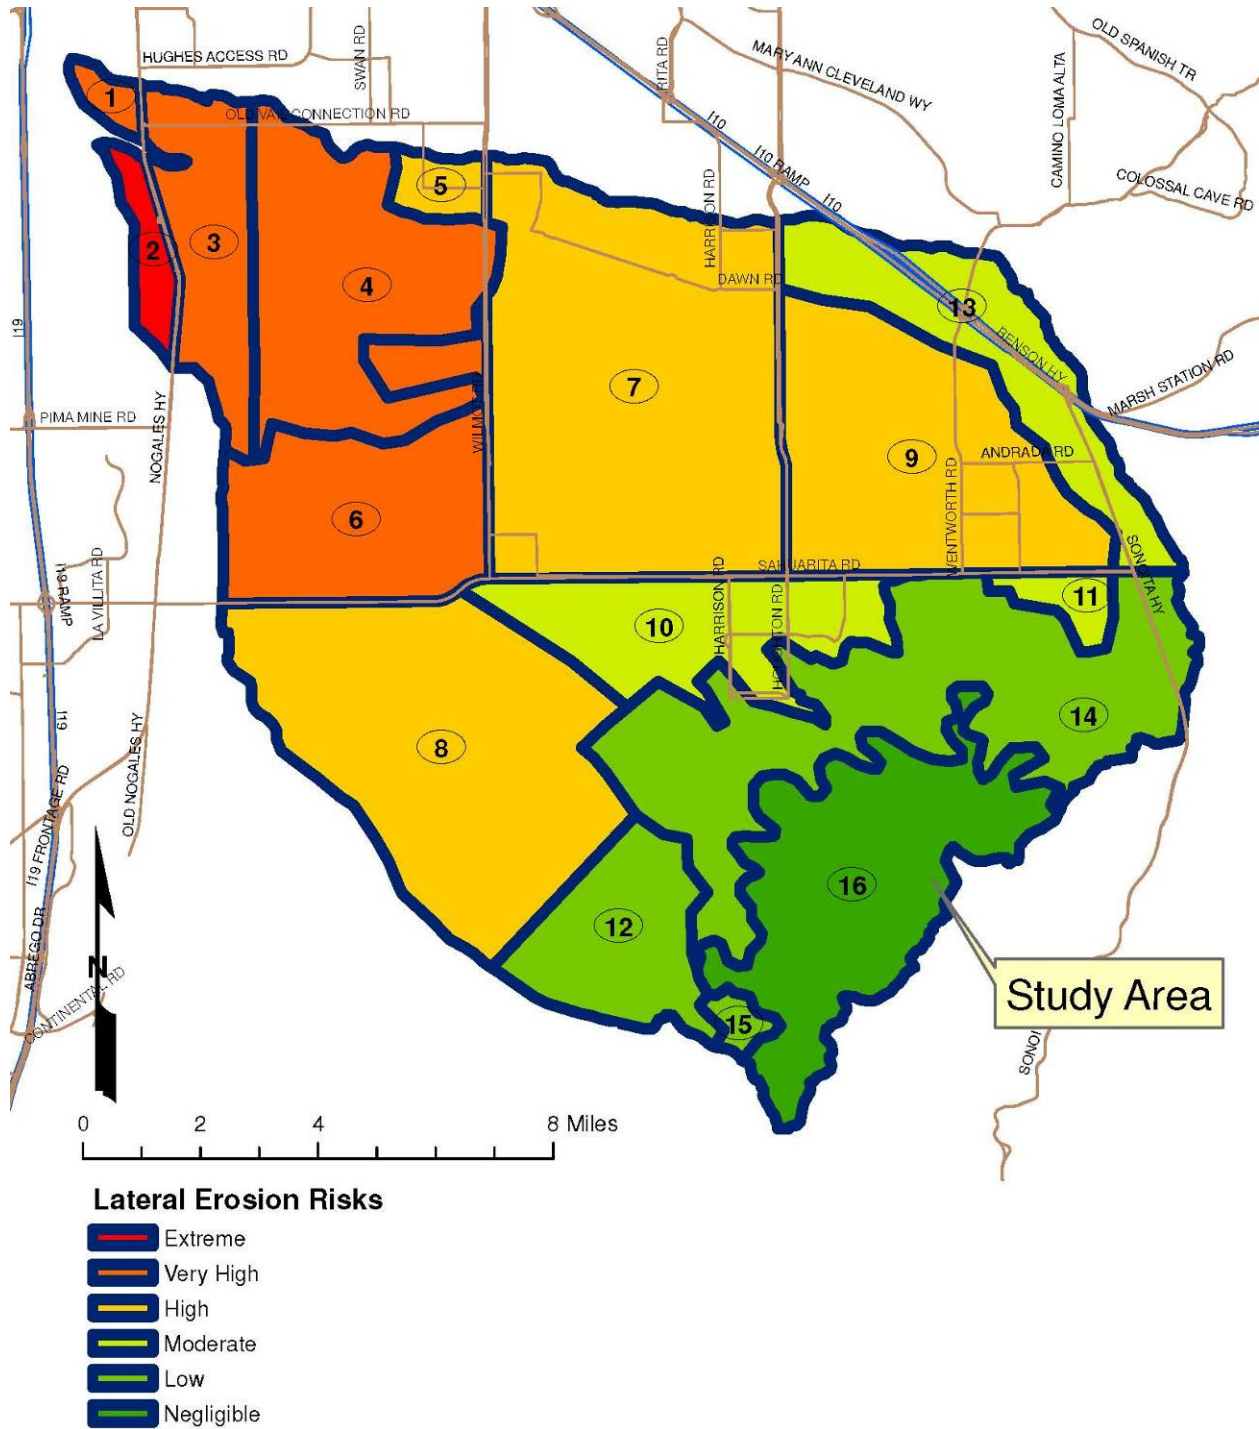 HUGHES ACCESS RD
SWAN RD
RITA RD
MARY ANN CLEVELAND WY
OLD SPANISH TR
CAMINO LOMA ALTA
COLOSSAL CAVE RD
OLD VAIL CONNECTION RD
I10
I10 RAMP
I10
1
5
2
3
4
HARRISON RD
DAWN RD
13
BENSON HY
MARSH STATION RD
I19
PIMA MINE RD
NOGALES HY
WILMOT RD
7
9
ANDRADA RD
WENTWORTH RD
6
SAHUARITA RD
SONOITA HY
I19 RAMP
LA VILLITA RD
HARRISON RD
HOUGHTON RD
10
11
I19
OLD NOGALES HY
8
14
I19 FRONTAGE RD
16
12
ABREGO DR
CONTINENTAL RD
N
Study Area
15
SONOI
0 2 4 8 Miles
Lateral Erosion Risks
Extreme
Very High
High
Moderate
Low
Negligible